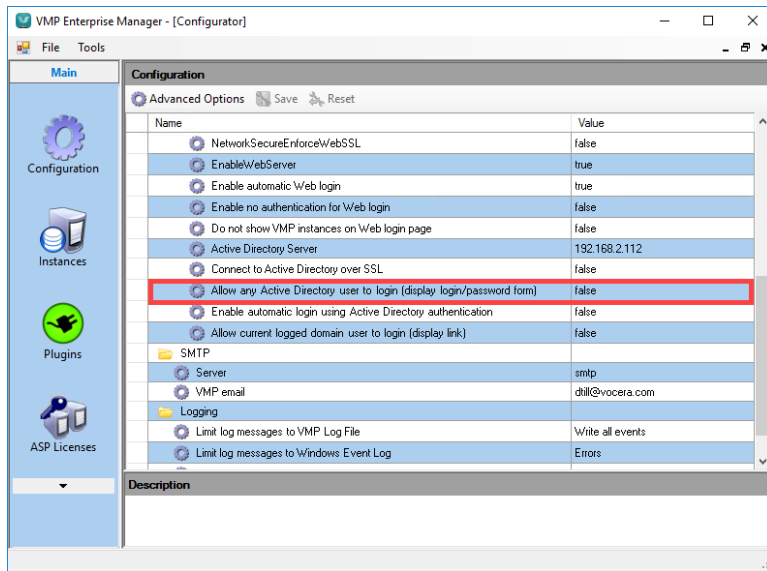 VMP Enterprise Manager - [Configurator]
File Tools
Main
Configuration
Instances
Plugins
ASP Licenses
Configuration
Advanced Options Save Reset
Name Value
NetworkSecureEnforceWebSSL false
EnableWebServer true
Enable automatic Web login true
Enable no authentication for Web login false
Do not show VMP instances on Web login page false
Active Directory Server 192.168.2.112
Connect to Active Directory over SSL false
Allow any Active Directory user to login (display login/password form) false
Enable automatic login using Active Directory authentication false
Allow current logged domain user to login (display link) false
SMTP
Server smtp
VMP email dtill@vocera.com
Logging
Limit log messages to VMP Log File Write all events
Limit log messages to Windows Event Log Errors
Description